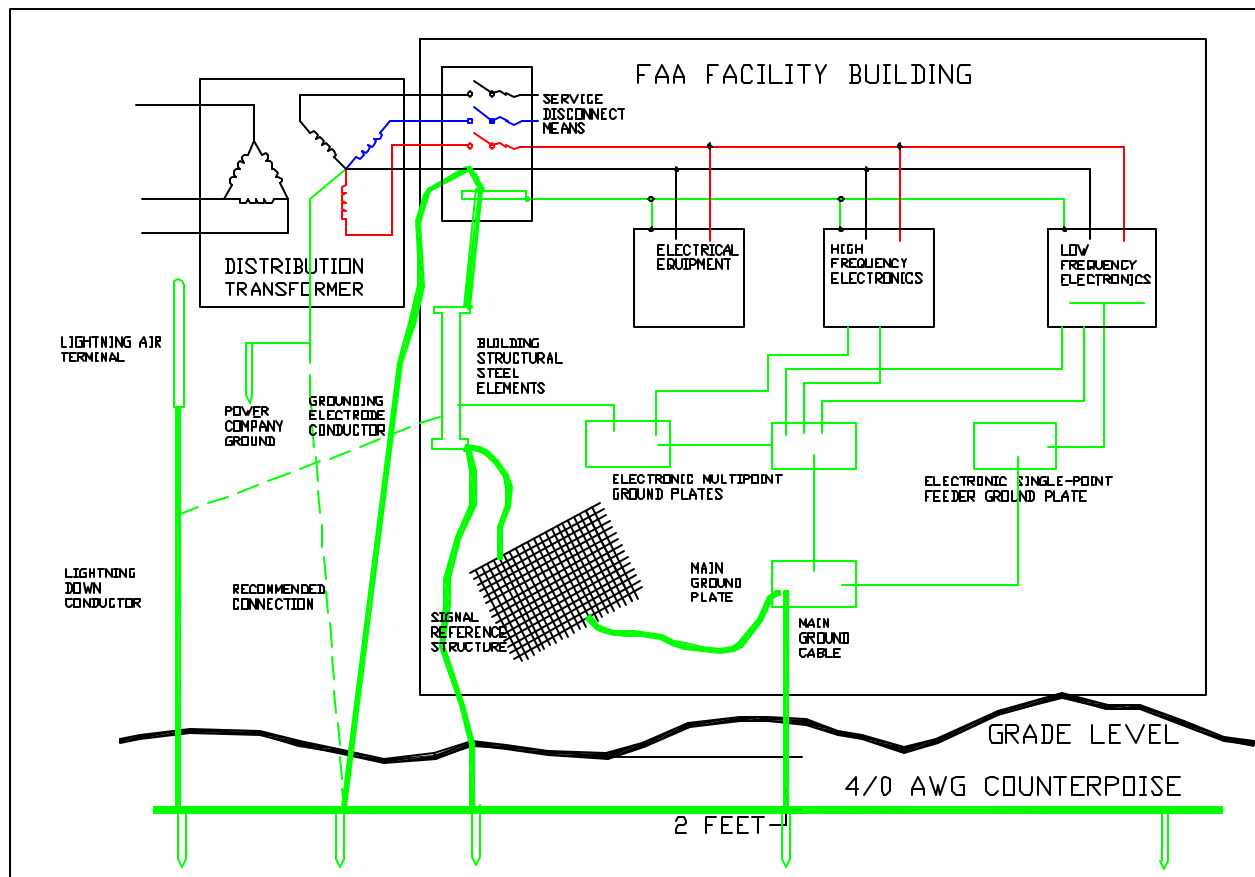 FAA FACILITY BUILDING
SERVICE
DISCONNECT
MEANS
ELECTRICAL
EQUIPMENT
HIGH
FREQUENCY
ELECTRONICS
LOW
FREQUENCY
ELECTRONICS
DISTRIBUTION
TRANSFORMER
LIGHTNING AIR
TERMINAL
BUILDING
STRUCTURAL
STEEL
ELEMENTS
POWER
COMPANY
GROUND
GROUNDING
ELECTRODE
CONDUCTOR
ELECTRONIC MULTIPOINT
GROUND PLATES
ELECTRONIC SINGLE-POINT
FEEDER GROUND PLATE
LIGHTNING
DOWN
CONDUCTOR
RECOMMENDED
CONNECTION
MAIN
GROUND
PLATE
SIGNAL
REFERENCE
STRUCTURE
MAIN
GROUND
CABLE
GRADE LEVEL
4/0 AWG COUNTERPOISE
2 FEET